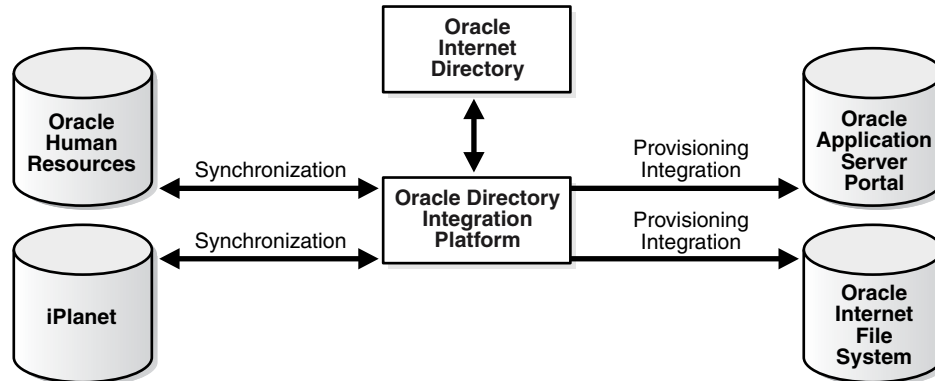 Oracle
Internet
Directory
Oracle
Human
Resources
Synchronization
Oracle Directory
Integration
Platform
Provisioning
Integration
Oracle
Application
Server
Portal
iPlanet
Synchronization
Provisioning
Integration
Oracle
Internet
File
System